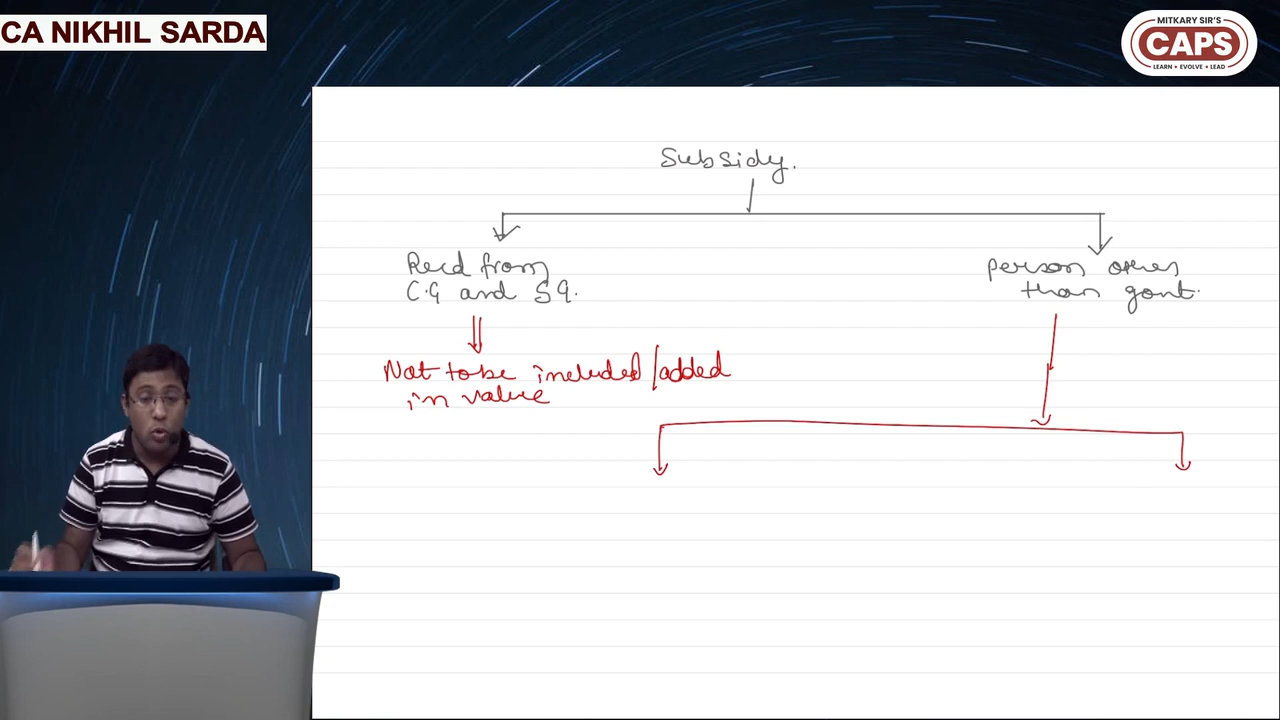 CA NIKHIL SARDA
MITKARY SIR'S
CAPS
LEARN • EVOLVE • LEAD
Subsidy.
Recd from
C.G and SG.
person other
than govt.
Not to be included/added
in value